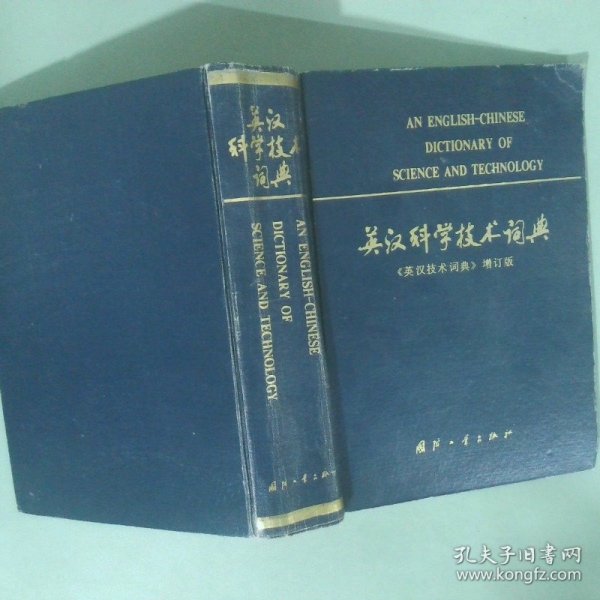 英汉
科学技术
词典
AN ENGLISH-CHINESE
DICTIONARY OF
SCIENCE AND TECHNOLOGY
国防工业出版社
AN ENGLISH-CHINESE
DICTIONARY OF
SCIENCE AND TECHNOLOGY
英汉科学技术词典
《英汉技术词典》增订版
国防工业出版社
孔夫子旧书网
www.kongfz.com